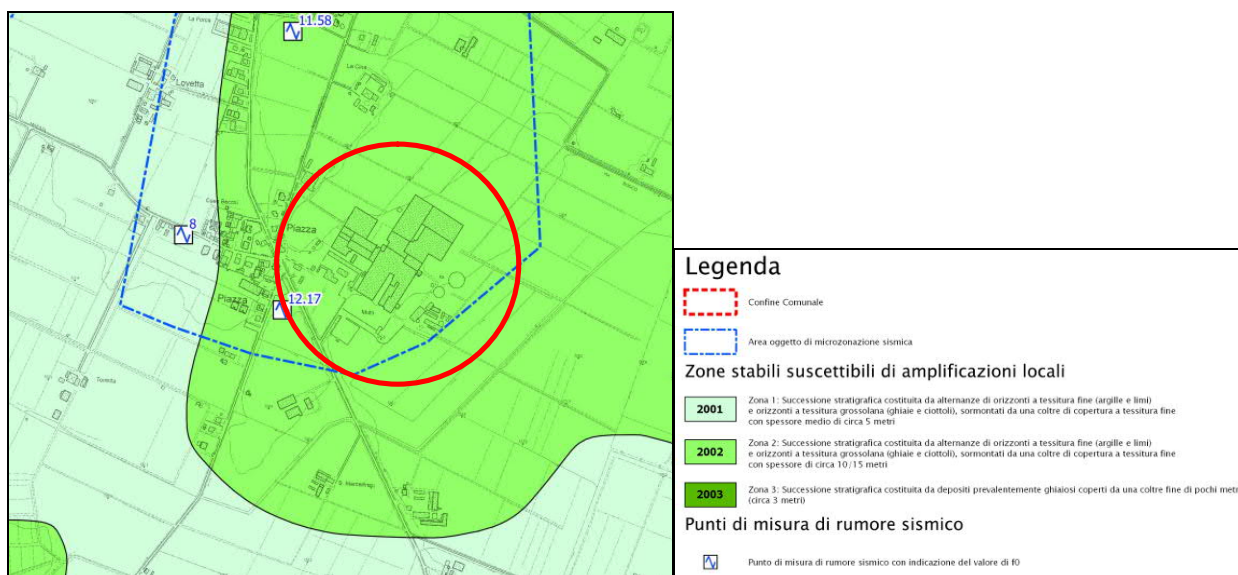 11.58
La Forca
Lovetta
La Cina
8
Piazza
12.17
Piazza
Legenda
Confine Comunale
Area oggetto di microzonazione sismica
Zone stabili suscettibili di amplificazioni locali
2001
Zona 1: Successione stratigrafica costituita da alternanze di orizzonti a tessitura fine (argille e limi)
e orizzonti a tessitura grossolana (ghiaie e ciottoli), sormontati da una coltre di copertura a tessitura fine
con spessore medio di circa 5 metri
2002
Zona 2: Successione stratigrafica costituita da alternanze di orizzonti a tessitura fine (argille e limi)
e orizzonti a tessitura grossolana (ghiaie e ciottoli), sormontati da una coltre di copertura a tessitura fine
con spessore di circa 10/15 metri
2003
Zona 3: Successione stratigrafica costituita da depositi prevalentemente ghiaiosi coperti da una coltre fine di pochi metr
(circa 3 metri)
Punti di misura di rumore sismico
Punto di misura di rumore sismico con indicazione del valore di f0